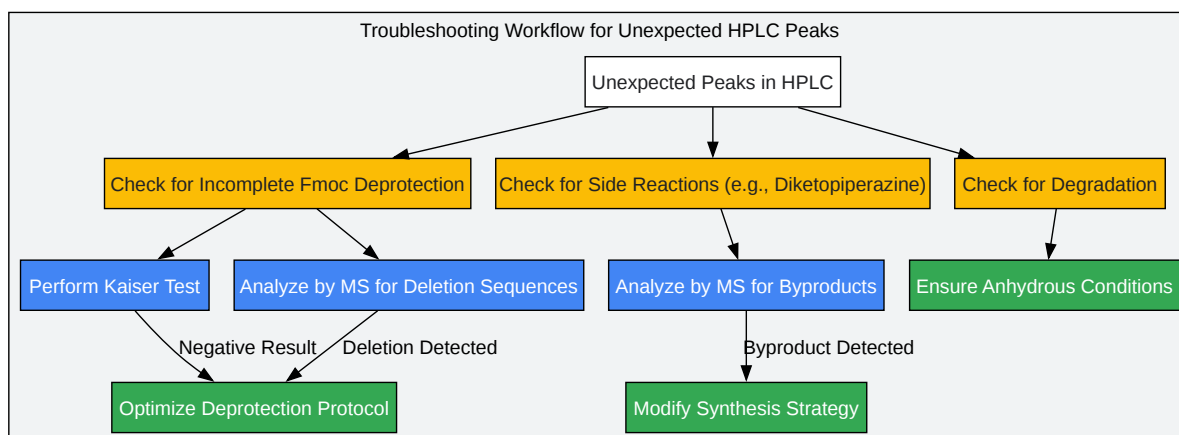 Troubleshooting Workflow for Unexpected HPLC Peaks
Unexpected Peaks in HPLC
Check for Incomplete Fmoc Deprotection
Check for Side Reactions (e.g., Diketopiperazine)
Check for Degradation
Perform Kaiser Test
Analyze by MS for Deletion Sequences
Analyze by MS for Byproducts
Ensure Anhydrous Conditions
Negative Result
Deletion Detected
Byproduct Detected
Optimize Deprotection Protocol
Modify Synthesis Strategy